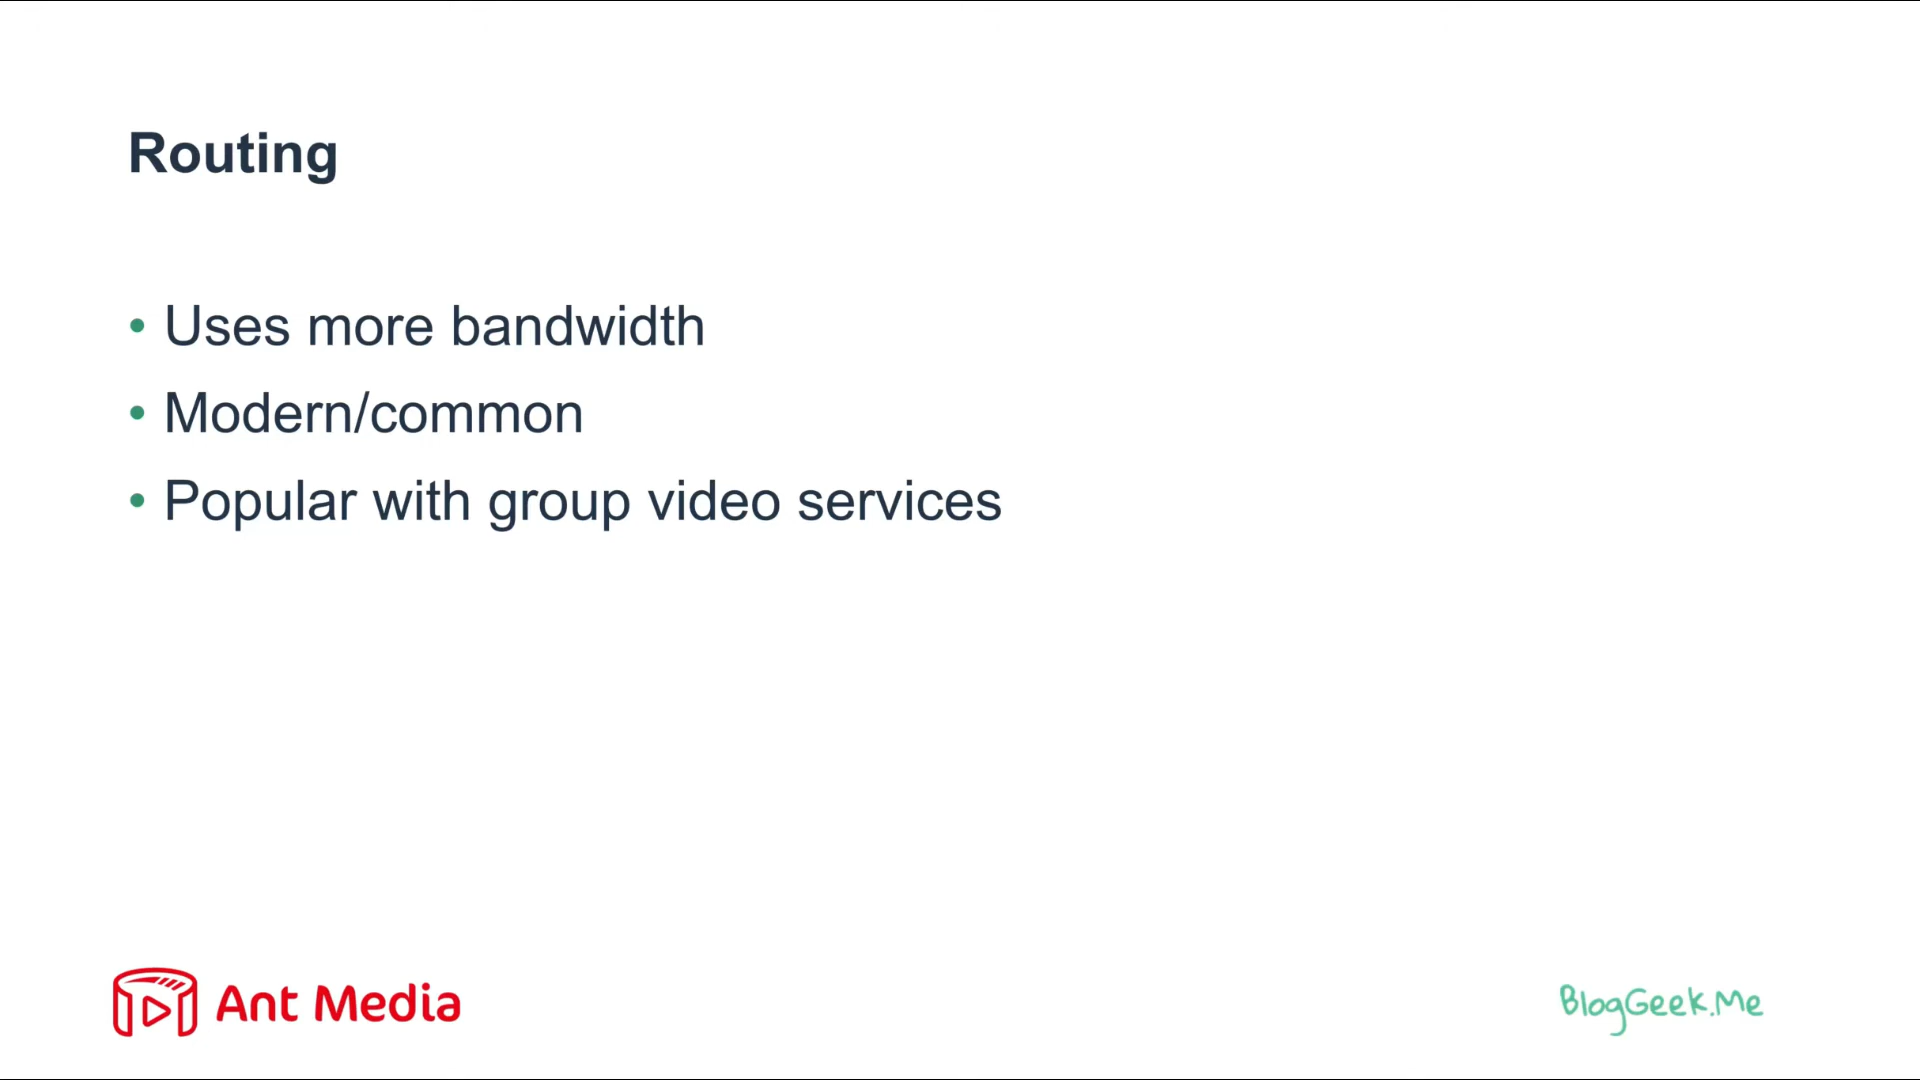 Routing
• Uses more bandwidth
• Modern/common
• Popular with group video services
Ant Media
BlogGeek.Me